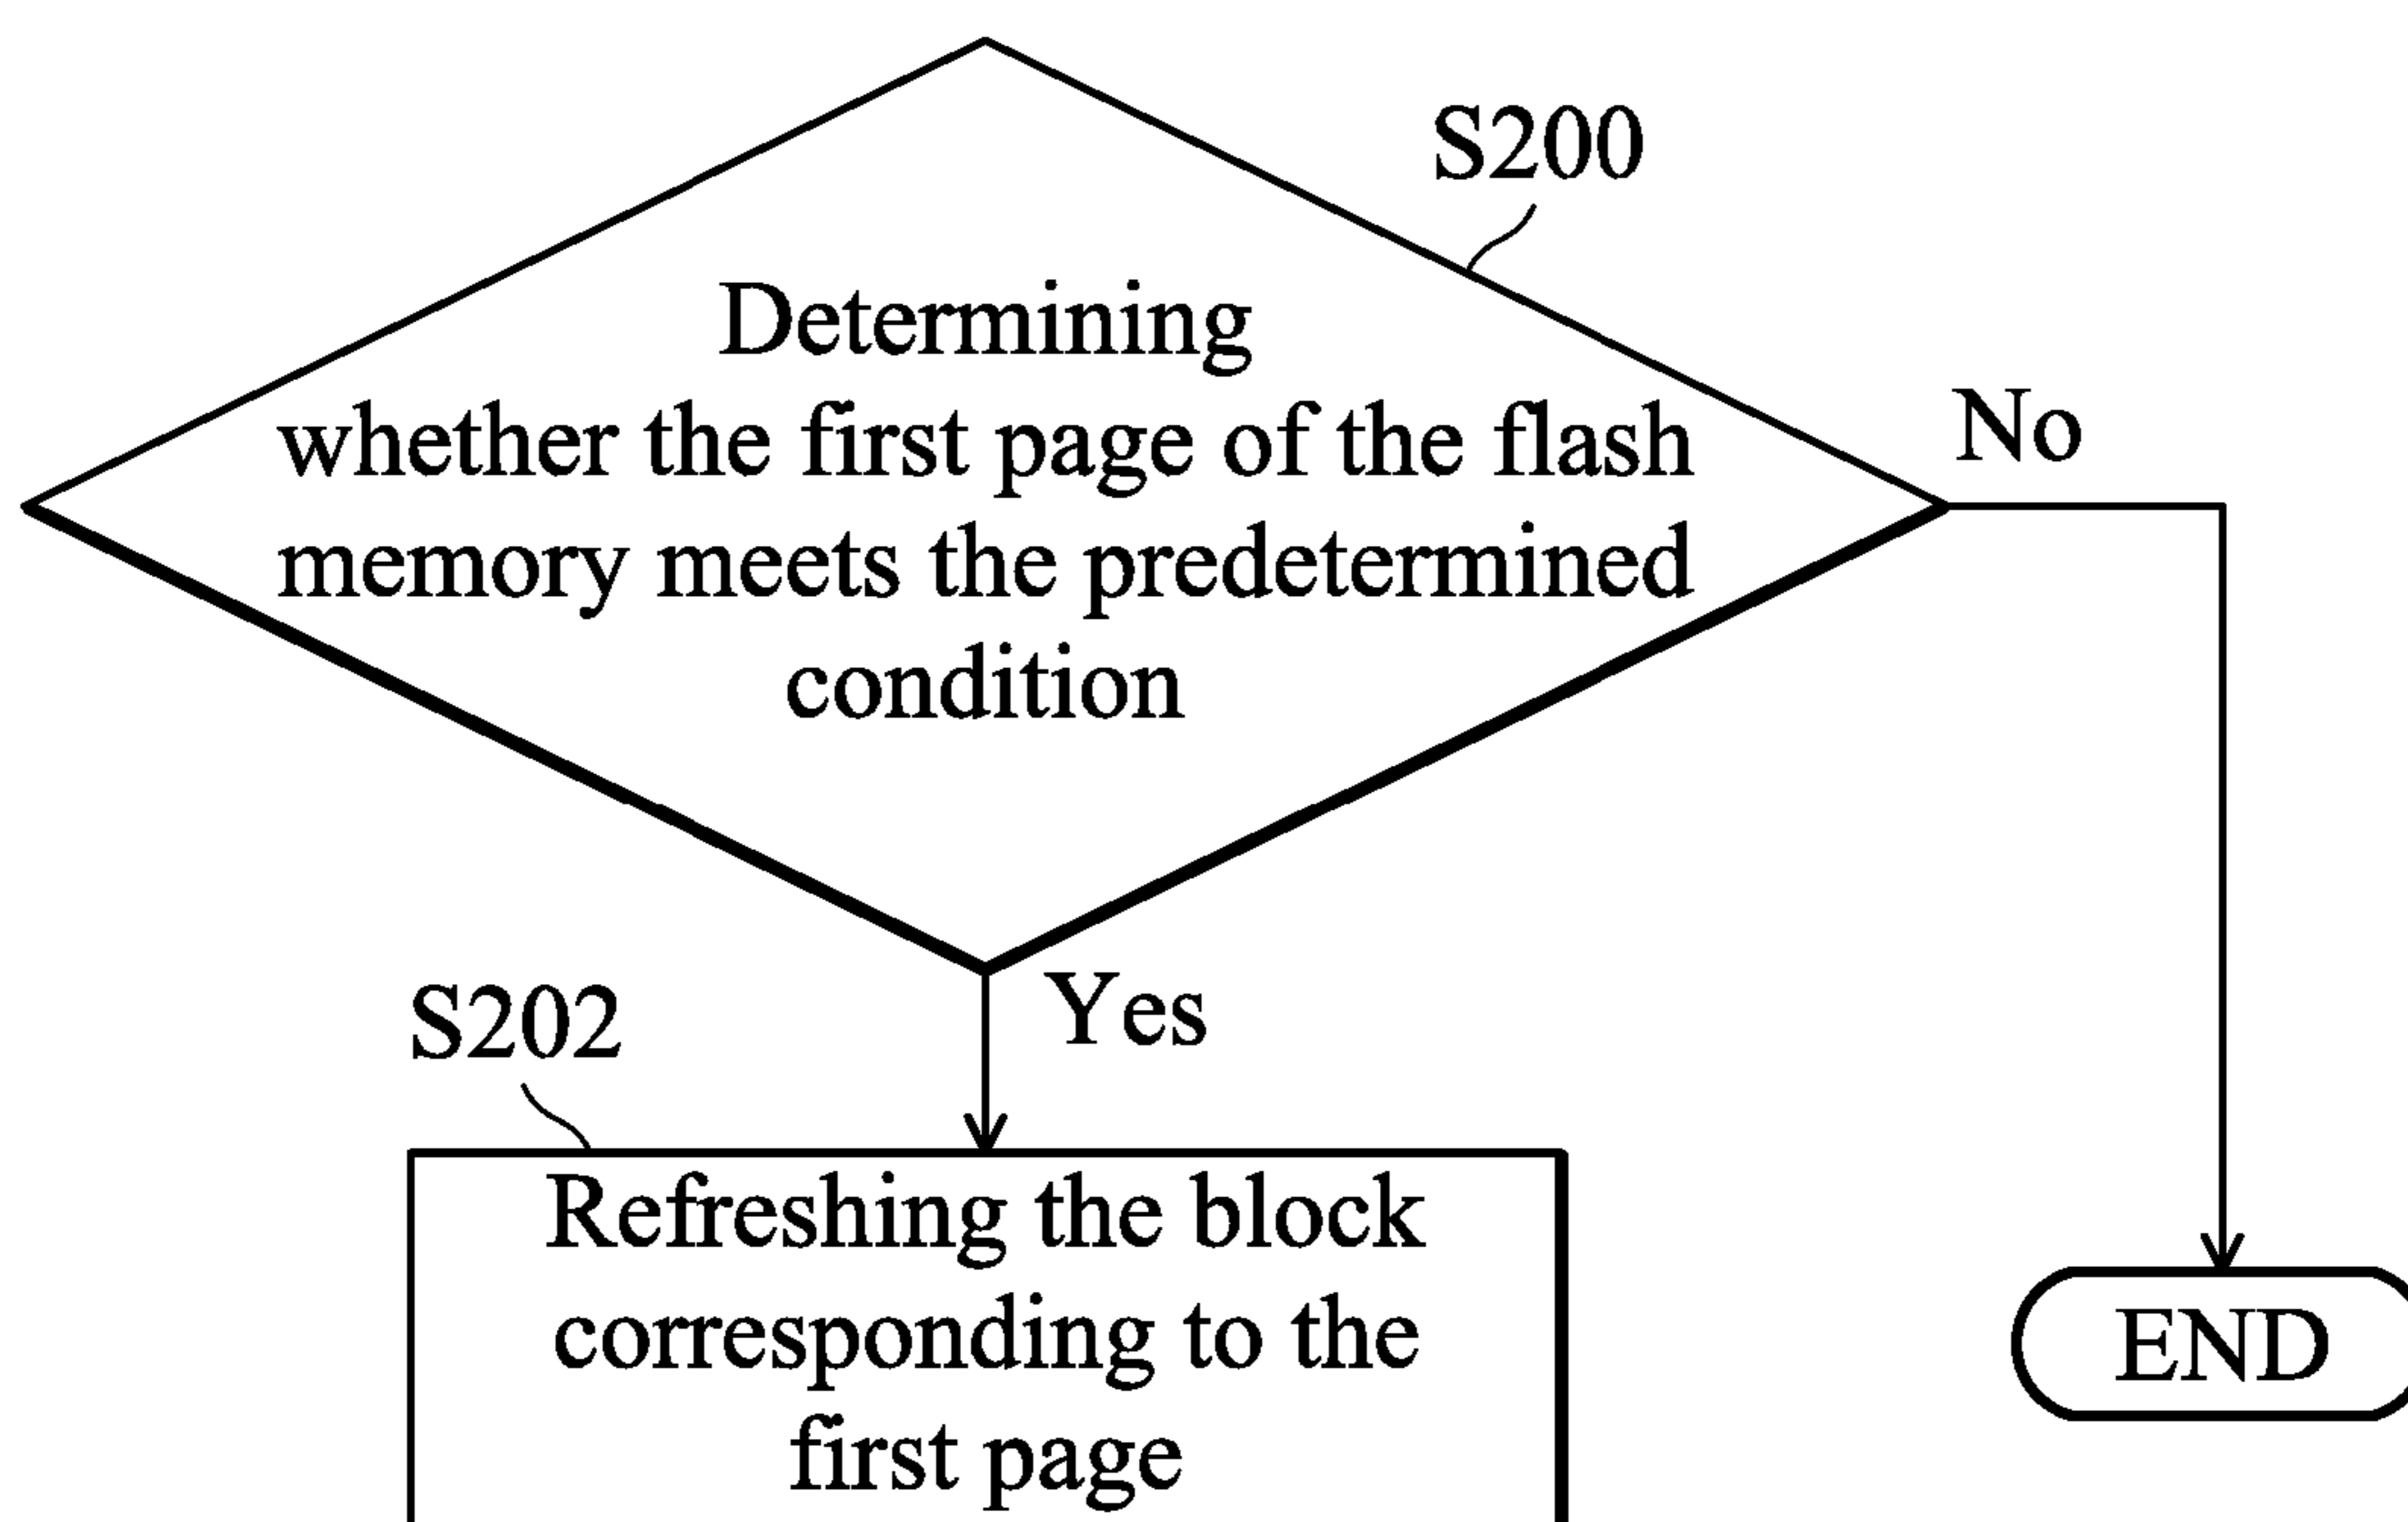 S200
Determining
whether the first page of the flash
memory meets the predetermined
condition
No
Yes
S202
Refreshing the block
corresponding to the
first page
END